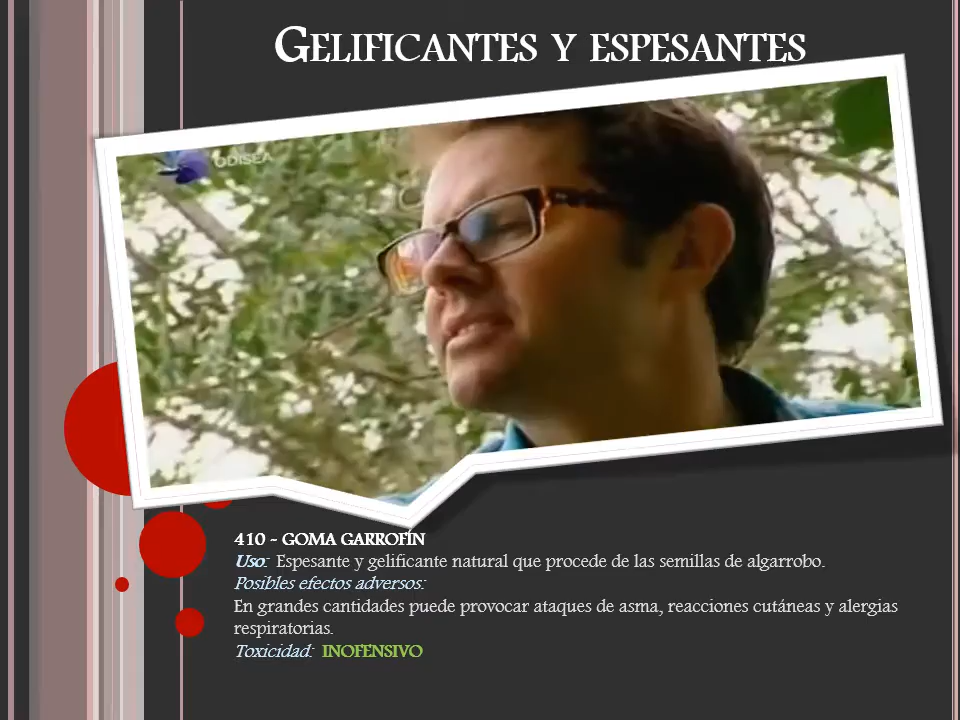 GELIFICANTES Y ESPESANTES
ODISEA
410 - GOMA GARROFÍN
Uso: Espesante y gelificante natural que procede de las semillas de algarrobo.
Posibles efectos adversos:
En grandes cantidades puede provocar ataques de asma, reacciones cutáneas y alergias
respiratorias.
Toxicidad: INOFENSIVO